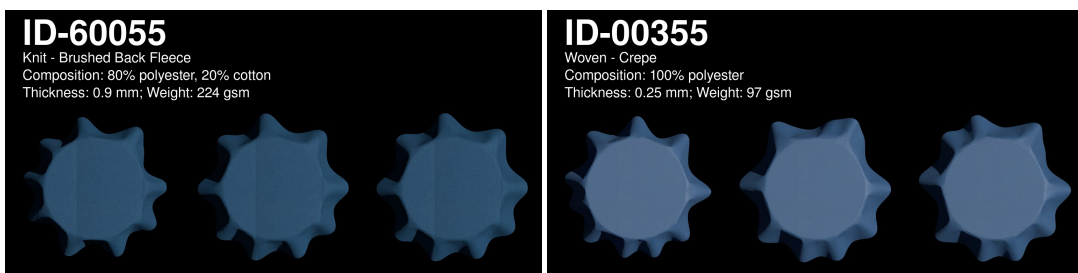 ID-60055
Knit - Brushed Back Fleece
Composition: 80% polyester, 20% cotton
Thickness: 0.9 mm; Weight: 224 gsm
ID-00355
Woven - Crepe
Composition: 100% polyester
Thickness: 0.25 mm; Weight: 97 gsm